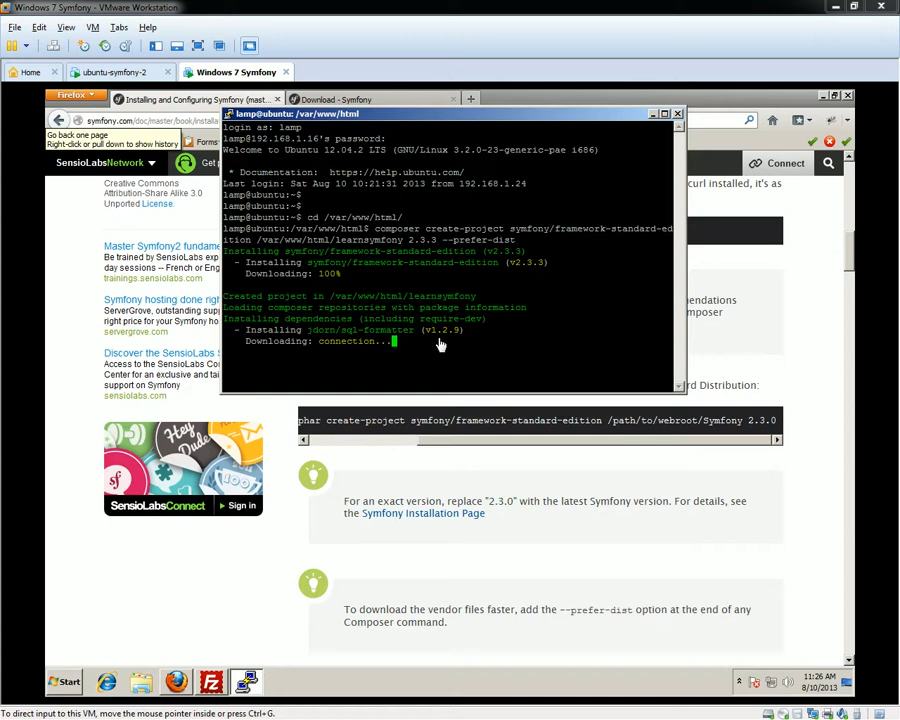 Windows 7 Symfony - VMware Workstation
File Edit View VM Tabs Help
Home ubuntu-symfony-2 Windows 7 Symfony
Firefox Installing and Configuring Symfony (mast... Download - Symfony
symfony.com/doc/master/book/installa
Go back one page
Right-click or pull down to show history
Forms
SensioLabsNetwork Get Connect
Creative Commons
Attribution-Share Alike 3.0
Unported License.
Master Symfony2 fundame
day sessions -- French or En
trainings.sensiolabs.com
Symfony hosting done righ
ServerGrove, outstanding supp
right price for your Symfony h
servergrove.com
Discover the SensioLabs S
Access to the SensioLabs Com
Center for an exclusive and tai
support on Symfony
sensiolabs.com
Hey Dude
100
SensioLabsConnect Sign in
lamp@ubuntu: /var/www/html
login as: lamp
lamp@192.168.1.16's password:
Welcome to Ubuntu 12.04.2 LTS (GNU/Linux 3.2.0-23-generic-pae i686)
* Documentation: https://help.ubuntu.com/
Last login: Sat Aug 10 10:21:31 2013 from 192.168.1.24
lamp@ubuntu:~$
lamp@ubuntu:~$
lamp@ubuntu:~$ cd /var/www/html/
lamp@ubuntu:/var/www/html$ composer create-project symfony/framework-standard-ed
ition /var/www/html/learnsymfony 2.3.3 --prefer-dist
Installing symfony/framework-standard-edition (v2.3.3)
- Installing symfony/framework-standard-edition (v2.3.3)
Downloading: 100%
Created project in /var/www/html/learnsymfony
Loading composer repositories with package information
Installing dependencies (including require-dev)
- Installing jdorn/sql-formatter (v1.2.9)
Downloading: connection...
curl installed, it's as
omposer
ard Distribution:
phar create-project symfony/framework-standard-edition /path/to/webroot/Symfony 2.3.0
For an exact version, replace "2.3.0" with the latest Symfony version. For details, see
the Symfony Installation Page
To download the vendor files faster, add the --prefer-dist option at the end of any
Composer command.
Start
11:26 AM
8/10/2013
To direct input to this VM, move the mouse pointer inside or press Ctrl+G.